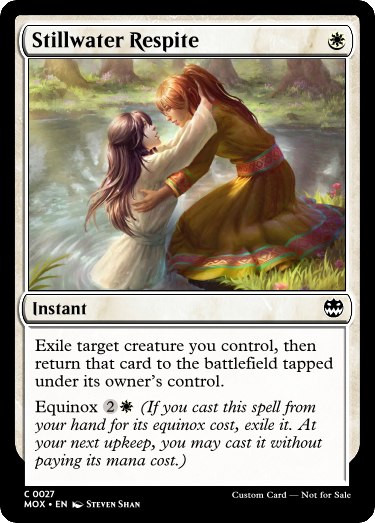 Stillwater Respite
Instant
Exile target creature you control, then
return that card to the battlefield tapped
under its owner's control.
Equinox 2 (If you cast this spell from
your hand for its equinox cost, exile it. At
your next upkeep, you may cast it without
paying its mana cost.)
C 0027
Custom Card — Not for Sale
MOX • EN Steven Shan